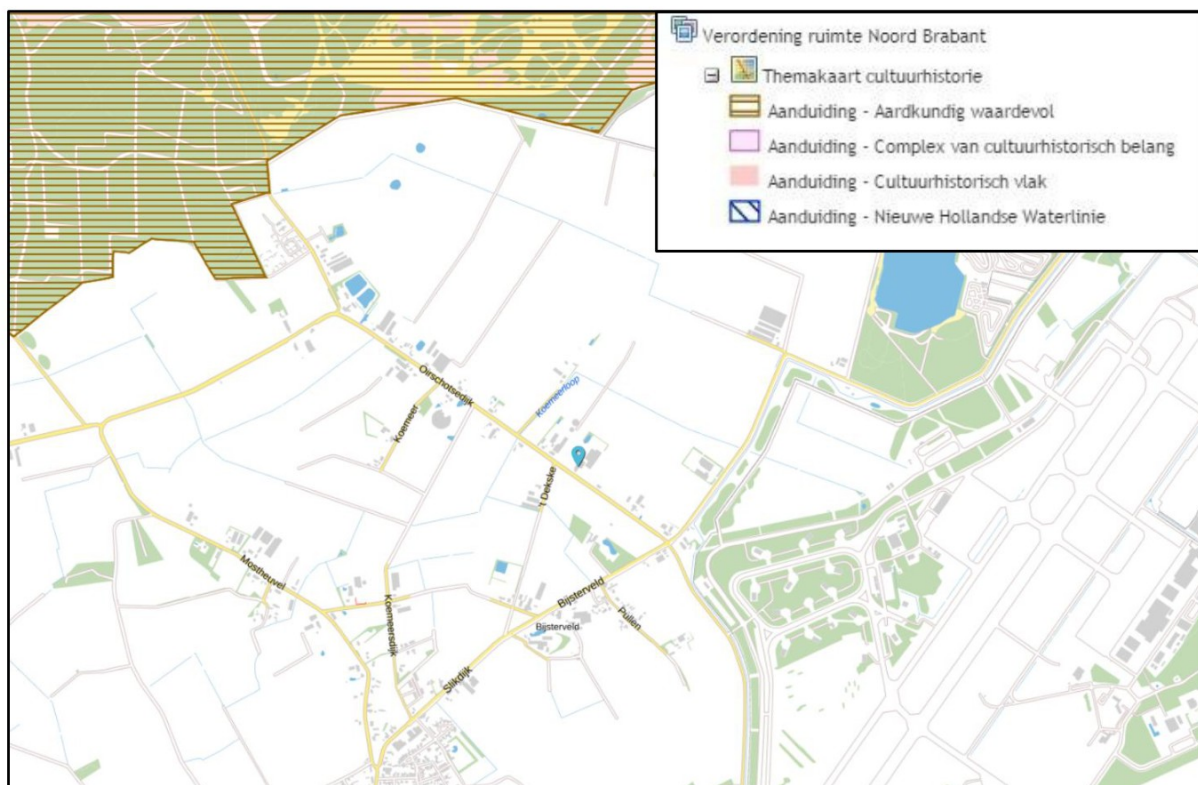 Verordening ruimte Noord Brabant
Themakaart cultuurhistorie
Aanduiding - Aardkundig waardevol
Aanduiding - Complex van cultuurhistorisch belang
Aanduiding - Cultuurhistorisch vlak
Aanduiding - Nieuwe Hollandse Waterlinie
Oirschotsedijk
Koemeerloop
Koemeer
't Dekske
Mostheuvel
Koemeersdijk
Bijsterveld
Pullen
Bijsterveld
Slikdijk